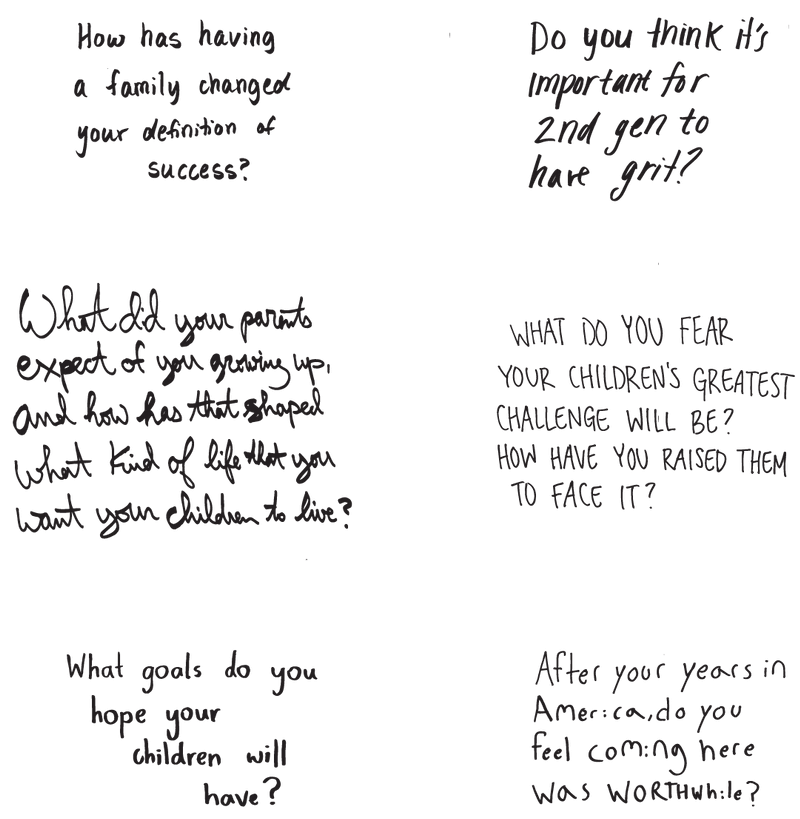 How has having
a family changed
your definition of
success?
Do you think it's
important for
2nd gen to
have grit?
What did your parents
expect of you growing up,
and how has that shaped
what kind of life that you
want your children to live?
WHAT DO YOU FEAR
YOUR CHILDREN'S GREATEST
CHALLENGE WILL BE?
HOW HAVE YOU RAISED THEM
TO FACE IT?
What goals do you
hope your
children will
have?
After your years in
America, do you
feel coming here
was WORTHwhile?